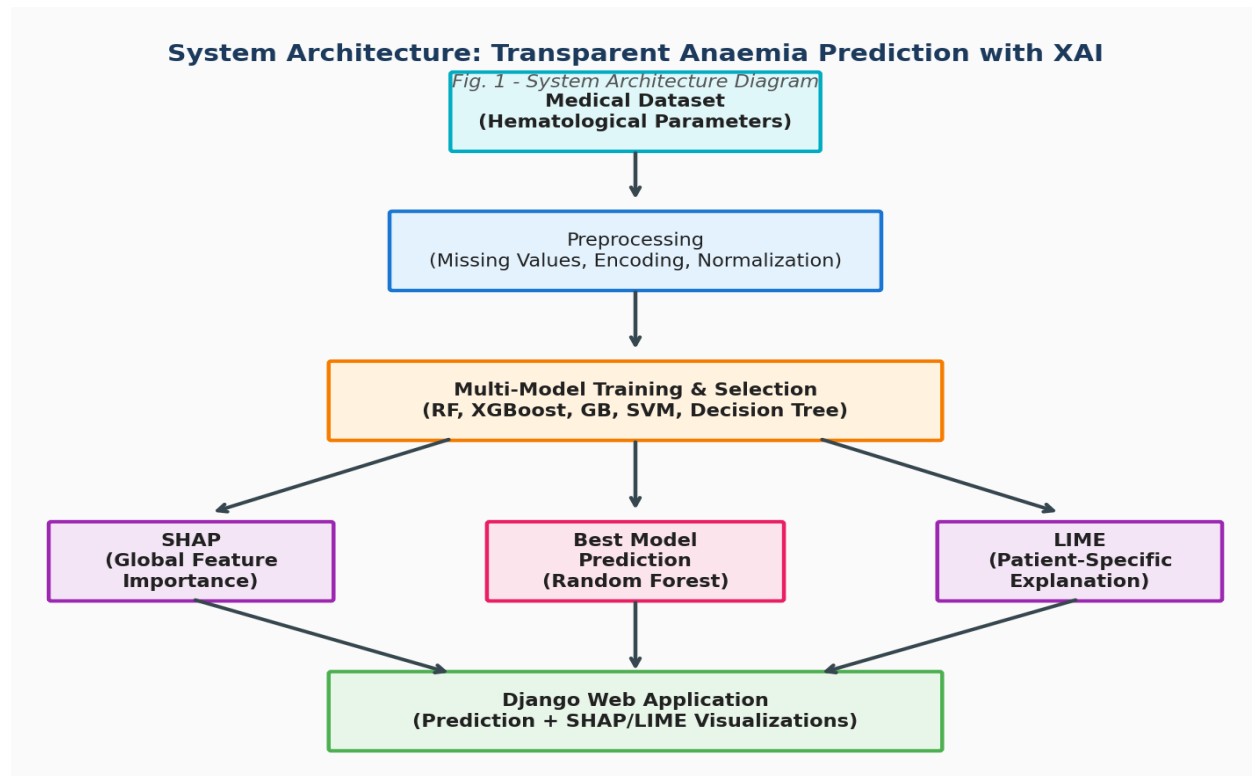 System Architecture: Transparent Anaemia Prediction with XAI
Fig. 1 - System Architecture Diagram
Medical Dataset
(Hematological Parameters)
Preprocessing
(Missing Values, Encoding, Normalization)
Multi-Model Training & Selection
(RF, XGBoost, GB, SVM, Decision Tree)
SHAP
(Global Feature
Importance)
Best Model
Prediction
(Random Forest)
LIME
(Patient-Specific
Explanation)
Django Web Application
(Prediction + SHAP/LIME Visualizations)